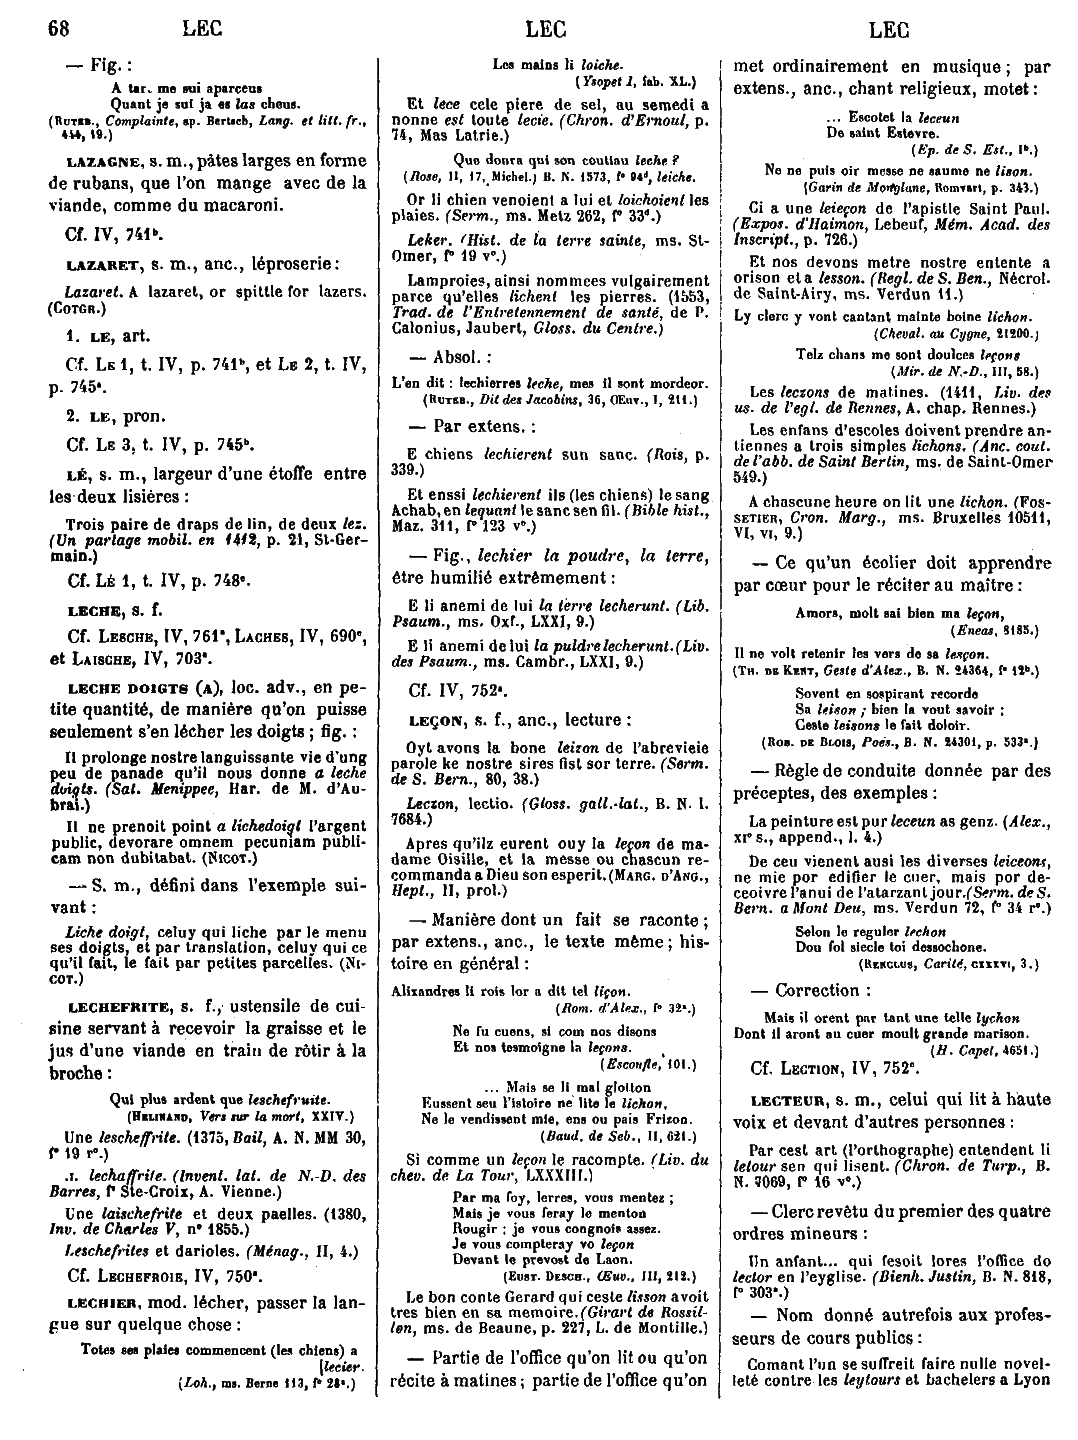 68
LEC
LEC
LEC
— Fig. :
A tar. me sui aparceus
Quant je sui ja es las cheus.
(RUTEB., Complainte, ap. Bertsch, Lang. et litt. fr.,
444, 19.)
LAZAGNE, s. m., pâtes larges en forme
de rubans, que l'on mange avec de la
viande, comme du macaroni.
Cf. IV, 741b.
LAZARET, s. m., anc., léproserie :
Lazaret. A lazaret, or spittle for lazers.
(COTGR.)
1. LE, art.
Cf. LE 1, t. IV, p. 741b, et LE 2, t. IV,
p. 745a.
2. LE, pron.
Cf. LE 3, t. IV, p. 745b.
LÉ, s. m., largeur d'une étoffe entre
les deux lisières :
Trois paire de draps de lin, de deux lez.
(Un partage mobil. en 1412, p. 21, St-Ger-
main.)
Cf. LÉ 1, t. IV, p. 748c.
LECHE, s. f.
Cf. LESCHE, IV, 761a, LACHES, IV, 690c,
et LAISCHE, IV, 703a.
LECHE DOIGTS (A), loc. adv., en pe-
tite quantité, de manière qu'on puisse
seulement s'en lécher les doigts ; fig. :
Il prolonge nostre languissante vie d'ung
peu de panade qu'il nous donne a leche
doigts. (Sat. Menippee, Har. de M. d'Au-
brai.)
Il ne prenoit point a lichedoigt l'argent
public, devorare omnem pecuniam publi-
cam non dubitabat. (NICOT.)
— S. m., défini dans l'exemple sui-
vant :
Liche doigt, celuy qui liche par le menu
ses doigts, et par translation, celuy qui ce
qu'il fait, le fait par petites parcelles. (NI-
COT.)
LECHEFRITE, s. f., ustensile de cui-
sine servant à recevoir la graisse et le
jus d'une viande en train de rôtir à la
broche :
Qui plus ardent que leschefruite.
(HELINAND, Vers sur la mort, XXIV.)
Une lescheffrite. (1375, Bail, A. N. MM 30,
f° 19 r°.)
.I. lechaffrite. (Invent. lat. de N.-D. des
Barres, f° Ste-Croix, A. Vienne.)
Une laischefrite et deux paelles. (1380,
Inv. de Charles V, n° 1855.)
Leschefrites et darioles. (Ménag., II, 4.)
Cf. LECHEFROIE, IV, 750a.
LECHIER, mod. lécher, passer la lan-
gue sur quelque chose :
Totes ses plaies commencent (les chiens) a
[lecier.
(Loh., ms. Berne 113, f° 28a.)
Les mains li loiche.
(Ysopet I, fab. XL.)
Et lece cele piere de sel, au semedi a
nonne est toute lecie. (Chron. d'Ernoul, p.
74, Mas Latrie.)
Que donra qui son coutiau leche ?
(Rose, II, 17, Michel.) B. N. 1573, f° 94d, leiche.
Or li chien venoient a lui et loichoient les
plaies. (Serm., ms. Metz 262, f° 33d.)
Leker. (Hist. de la terre sainte, ms. St-
Omer, f° 19 v°.)
Lamproies, ainsi nommees vulgairement
parce qu'elles lichent les pierres. (1553,
Trad. de l'Entretennement de santé, de P.
Calonius, Jaubert, Gloss. du Centre.)
— Absol. :
L'en dit : lechierres leche, mes il sont mordeor.
(RUTEB., Dit des Jacobins, 36, OEuv., I, 211.)
— Par extens. :
E chiens lechierent sun sanc. (Rois, p.
339.)
Et enssi lechierent ils (les chiens) le sang
Achab, en lequant le sanc sen fil. (Bible hist.,
Maz. 311, f° 123 v°.)
— Fig., lechier la poudre, la terre,
être humilié extrêmement :
E li anemi de lui la terre lecherunt. (Lib.
Psaum., ms. Oxf., LXXI, 9.)
E li anemi de lui la puldre lecherunt. (Liv.
des Psaum., ms. Cambr., LXXI, 9.)
Cf. IV, 752a.
LEÇON, s. f., anc., lecture :
Oyt avons la bone leizon de l'abrevieie
parole ke nostre sires fist sor terre. (Serm.
de S. Bern., 80, 38.)
Leczon, lectio. (Gloss. gall.-lat., B. N. l.
7684.)
Apres qu'ilz eurent ouy la leçon de ma-
dame Oisille, et la messe ou chascun re-
commanda a Dieu son esperit. (MARG. D'ANG.,
Hept., II, prol.)
— Manière dont un fait se raconte ;
par extens., anc., le texte même ; his-
toire en général :
Alixandres li rois lor a dit tel liçon.
(Rom. d'Alex., f° 32a.)
Ne fu cuens, si com nos disons
Et nos tesmoigne la leçons.
(Escoufle, 101.)
... Mais se li mal glotton
Eussent seu l'istoire ne lite le lichon,
Ne le vendissent mie, ens ou pais Frizon.
(Baud. de Seb., II, 621.)
Si comme un leçon le racompte. (Liv. du
chev. de La Tour, LXXXIII.)
Par ma foy, lerres, vous mentez ;
Mais je vous feray le menton
Rougir : je vous congnois assez.
Je vous compteray vo leçon
Devant le prevost de Laon.
(EUST. DESCH., Œuv., III, 212.)
Le bon conte Gerard qui ceste lisson avoit
tres bien en sa memoire. (Girart de Rossil-
lon, ms. de Beaune, p. 227, L. de Montille.)
— Partie de l'office qu'on lit ou qu'on
récite à matines ; partie de l'office qu'on
met ordinairement en musique ; par
extens., anc., chant religieux, motet :
... Escotet la leceun
De saint Estevre.
(Ep. de S. Est., Ib.)
Ne ne puis oir messe ne saume ne lison.
(Garin de Monglune, Romvart, p. 343.)
Ci a une leieçon de l'apistle Saint Paul.
(Expos. d'Haimon, Lebeuf, Mém. Acad. des
Inscript., p. 726.)
Et nos devons metre nostre entente a
orison et a lesson. (Regl. de S. Ben., Nécrol.
de Saint-Airy, ms. Verdun 11.)
Ly clerc y vont cantant mainte boine lichon.
(Cheval. au Cygne, 21200.)
Telz chans me sont doulces leçons
(Mir. de N.-D., III, 58.)
Les leczons de matines. (1411, Liv. des
us. de l'egl. de Rennes, A. chap. Rennes.)
Les enfans d'escoles doivent prendre an-
tiennes a trois simples lichons. (Anc. cout.
de l'abb. de Saint Bertin, ms. de Saint-Omer
549.)
A chascune heure on lit une lichon. (FOS-
SETIER, Cron. Marg., ms. Bruxelles 10511,
VI, VI, 9.)
— Ce qu'un écolier doit apprendre
par cœur pour le réciter au maître :
Amors, molt sai bien ma leçon,
(Eneas, 8185.)
Il ne volt retenir les vers de sa lesçon.
(TH. DE KENT, Geste d'Alex., B. N. 24364, f° 12b.)
Sovent en sospirant recorde
Sa leison ; bien la vout savoir ;
Ceste leisons le fait doloir.
(ROB. DE BLOIS, Poés., B. N. 24301, p. 533a.)
— Règle de conduite donnée par des
préceptes, des exemples :
La peinture est pur leceun as genz. (Alex.,
XIe s., append., l. 4.)
De ceu vienent ausi les diverses leiceons,
ne mie por edifier le cuer, mais por de-
ceoivre l'anui de l'atarzant jour. (Serm. de S.
Bern. a Mont Deu, ms. Verdun 72, f° 34 r°.)
Selon le reguler lechon
Dou fol siecle toi dessochone.
(RENCLUS, Carité, CXXXVI, 3.)
— Correction :
Mais il orent par tant une telle lychon
Dont il aront au cuer moult grande marison.
(H. Capet, 4651.)
Cf. LECTION, IV, 752c.
LECTEUR, s. m., celui qui lit à haute
voix et devant d'autres personnes :
Par cest art (l'orthographe) entendent li
letour sen qui lisent. (Chron. de Turp., B.
N. 2069, f° 16 v°.)
— Clerc revêtu du premier des quatre
ordres mineurs :
Un anfant... qui fesoit lores l'office do
lector en l'eyglise. (Bienh. Justin, B. N. 818,
f° 303a.)
— Nom donné autrefois aux profes-
seurs de cours publics :
Comant l'un se suffreit faire nulle novel-
leté contre les leytours et bachelers a Lyon